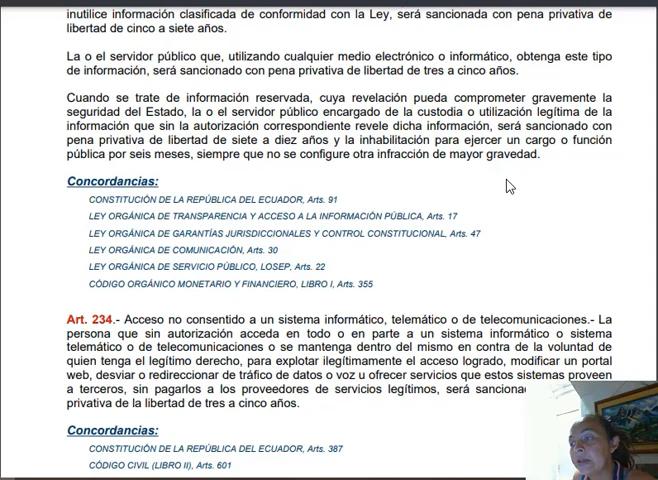 inutilice información clasificada de conformidad con la Ley, será sancionada con pena privativa de
libertad de cinco a siete años.
La o el servidor público que, utilizando cualquier medio electrónico o informático, obtenga este tipo
de información, será sancionado con pena privativa de libertad de tres a cinco años.
Cuando se trate de información reservada, cuya revelación pueda comprometer gravemente la
seguridad del Estado, la o el servidor público encargado de la custodia o utilización legítima de la
información que sin la autorización correspondiente revele dicha información, será sancionado con
pena privativa de libertad de siete a diez años y la inhabilitación para ejercer un cargo o función
pública por seis meses, siempre que no se configure otra infracción de mayor gravedad.
Concordancias:
CONSTITUCIÓN DE LA REPÚBLICA DEL ECUADOR, Arts. 91
LEY ORGÁNICA DE TRANSPARENCIA Y ACCESO A LA INFORMACIÓN PÚBLICA, Arts. 17
LEY ORGÁNICA DE GARANTÍAS JURISDICCIONALES Y CONTROL CONSTITUCIONAL, Arts. 47
LEY ORGÁNICA DE COMUNICACIÓN, Arts. 30
LEY ORGÁNICA DE SERVICIO PÚBLICO, LOSEP, Arts. 22
CÓDIGO ORGÁNICO MONETARIO Y FINANCIERO, LIBRO I, Arts. 355
Art. 234.- Acceso no consentido a un sistema informático, telemático o de telecomunicaciones.- La
persona que sin autorización acceda en todo o en parte a un sistema informático o sistema
telemático o de telecomunicaciones o se mantenga dentro del mismo en contra de la voluntad de
quien tenga el legítimo derecho, para explotar ilegítimamente el acceso logrado, modificar un portal
web, desviar o redireccionar de tráfico de datos o voz u ofrecer servicios que estos sistemas proveen
a terceros, sin pagarlos a los proveedores de servicios legítimos, será
privativa de la libertad de tres a cinco años.
Concordancias:
CONSTITUCIÓN DE LA REPÚBLICA DEL ECUADOR, Arts. 387
CÓDIGO CIVIL (LIBRO II), Arts. 601